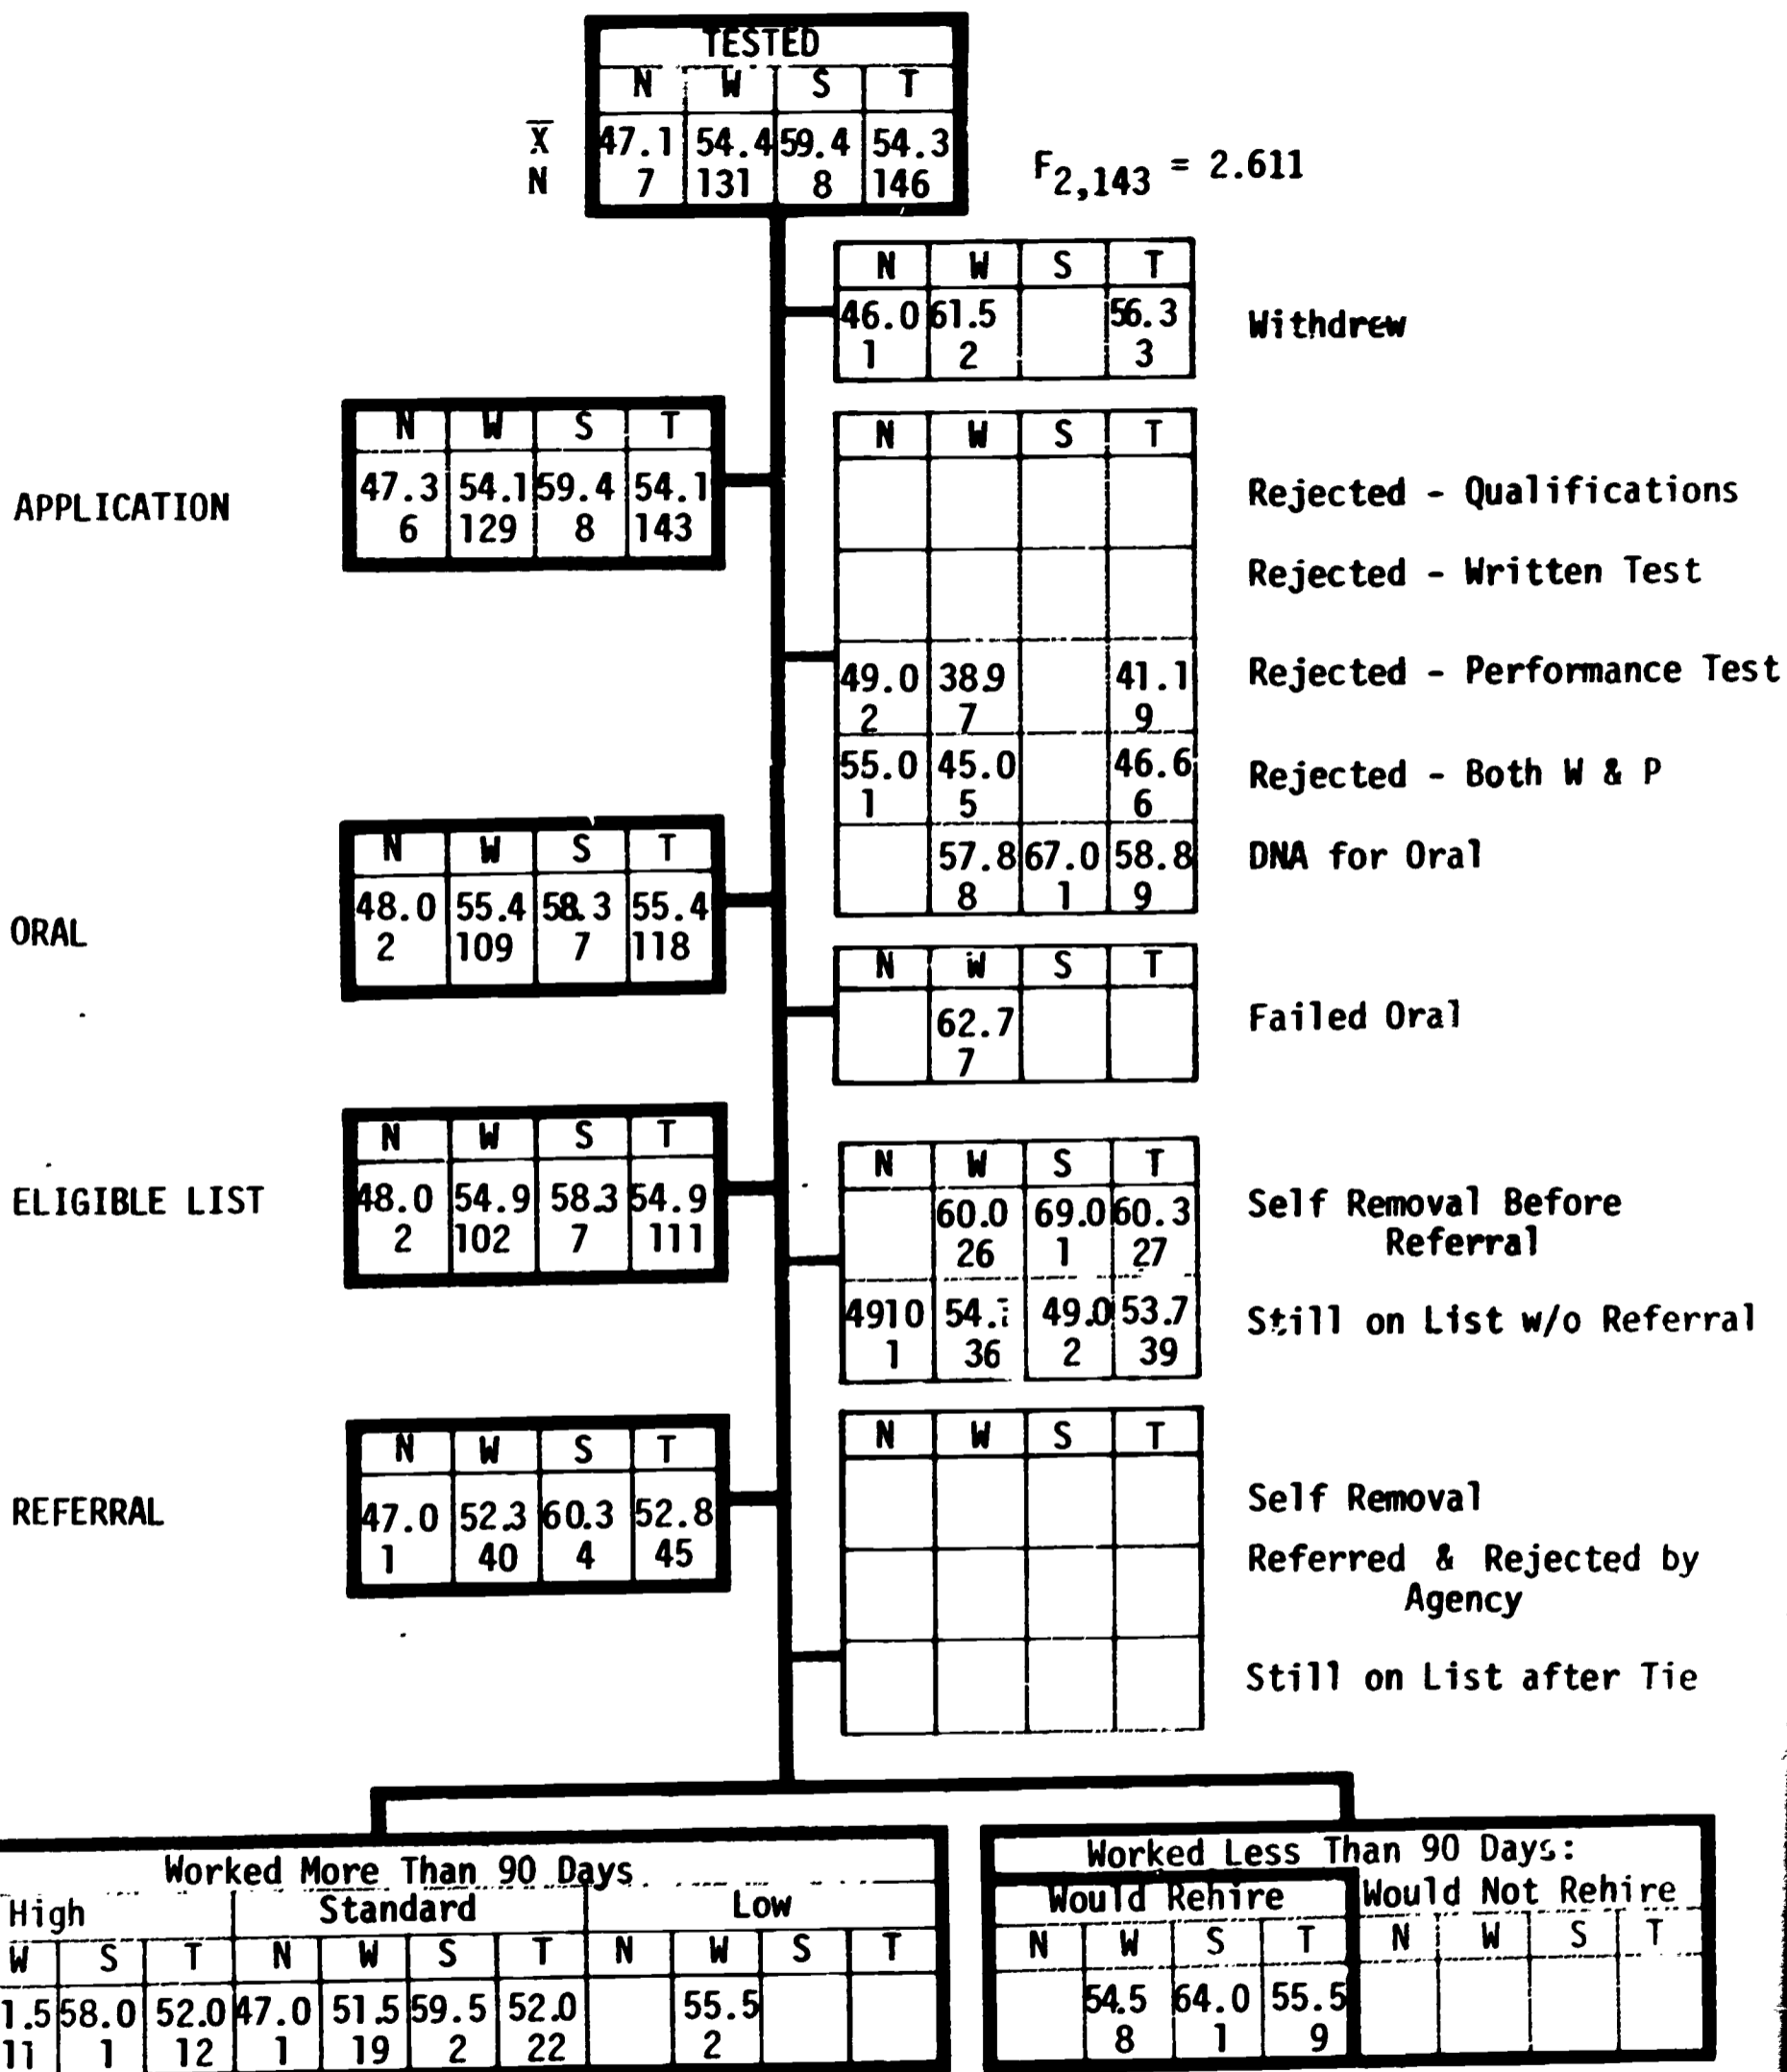 TESTED
N W S T
X̄ 47.1 54.4 59.4 54.3
N 7 131 8 146
F2,143 = 2.611
N W S T
46.0 61.5 56.3
1 2 3
Withdrew
APPLICATION
N W S T
47.3 54.1 59.4 54.1
6 129 8 143
N W S T
Rejected - Qualifications
Rejected - Written Test
49.0 38.9 41.1
2 7 9
Rejected - Performance Test
55.0 45.0 46.6
1 5 6
Rejected - Both W & P
57.8 67.0 58.8
8 1 9
DNA for Oral
ORAL
N W S T
48.0 55.4 58.3 55.4
2 109 7 118
N W S T
62.7
7
Failed Oral
ELIGIBLE LIST
N W S T
48.0 54.9 58.3 54.9
2 102 7 111
N W S T
60.0 69.0 60.3
26 1 27
Self Removal Before
Referral
4910 54. 49.0 53.7
1 36 2 39
Still on List w/o Referral
REFERRAL
N W S T
47.0 52.3 60.3 52.8
1 40 4 45
N W S T
Self Removal
Referred & Rejected by
Agency
Still on List after Tie
Worked More Than 90 Days
High Standard Low
W S T N W S T N W S T
1.5 58.0 52.0 47.0 51.5 59.5 52.0 55.5
11 1 12 1 19 2 22 2
Worked Less Than 90 Days:
Would Rehire Would Not Rehire
N W S T N W S T
54.5 64.0 55.5
8 1 9